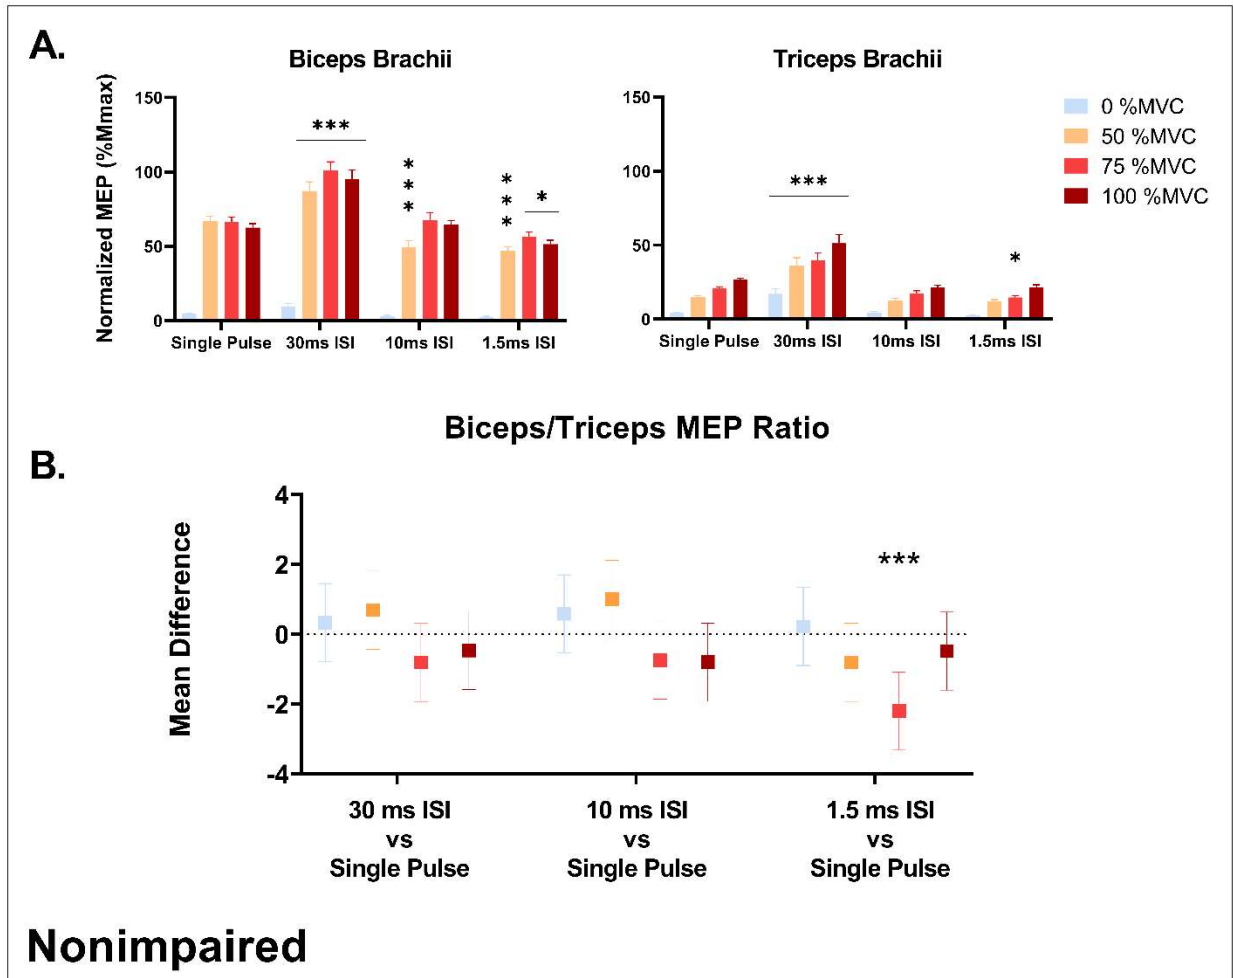 A.
Biceps Brachii
Triceps Brachii
Normalized MEP (%Mmax)
150
100
50
0
***
***
***
*
Single Pulse 30ms ISI 10ms ISI 1.5ms ISI
150
100
50
0
***
*
Single Pulse 30ms ISI 10ms ISI 1.5ms ISI
0 %MVC
50 %MVC
75 %MVC
100 %MVC
Biceps/Triceps MEP Ratio
B.
Mean Difference
4
2
0
-2
-4
***
30 ms ISI
vs
Single Pulse
10 ms ISI
vs
Single Pulse
1.5 ms ISI
vs
Single Pulse
Nonimpaired